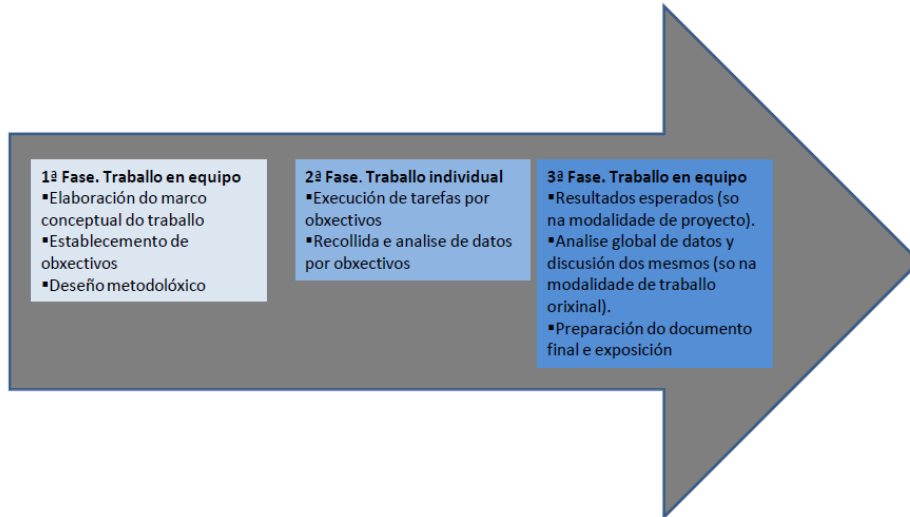 1ª Fase. Traballo en equipo
▪Elaboración do marco
conceptual do traballo
▪Establecemento de
obxectivos
▪Deseño metodolóxico
2ª Fase. Traballo individual
▪Execución de tarefas por
obxectivos
▪Recollida e analise de datos
por obxectivos
3ª Fase. Traballo en equipo
▪Resultados esperados (so
na modalidade de proyecto).
▪Analise global de datos y
discusión dos mesmos (so na
modalidade de traballo
orixinal).
▪Preparación do documento
final e exposición